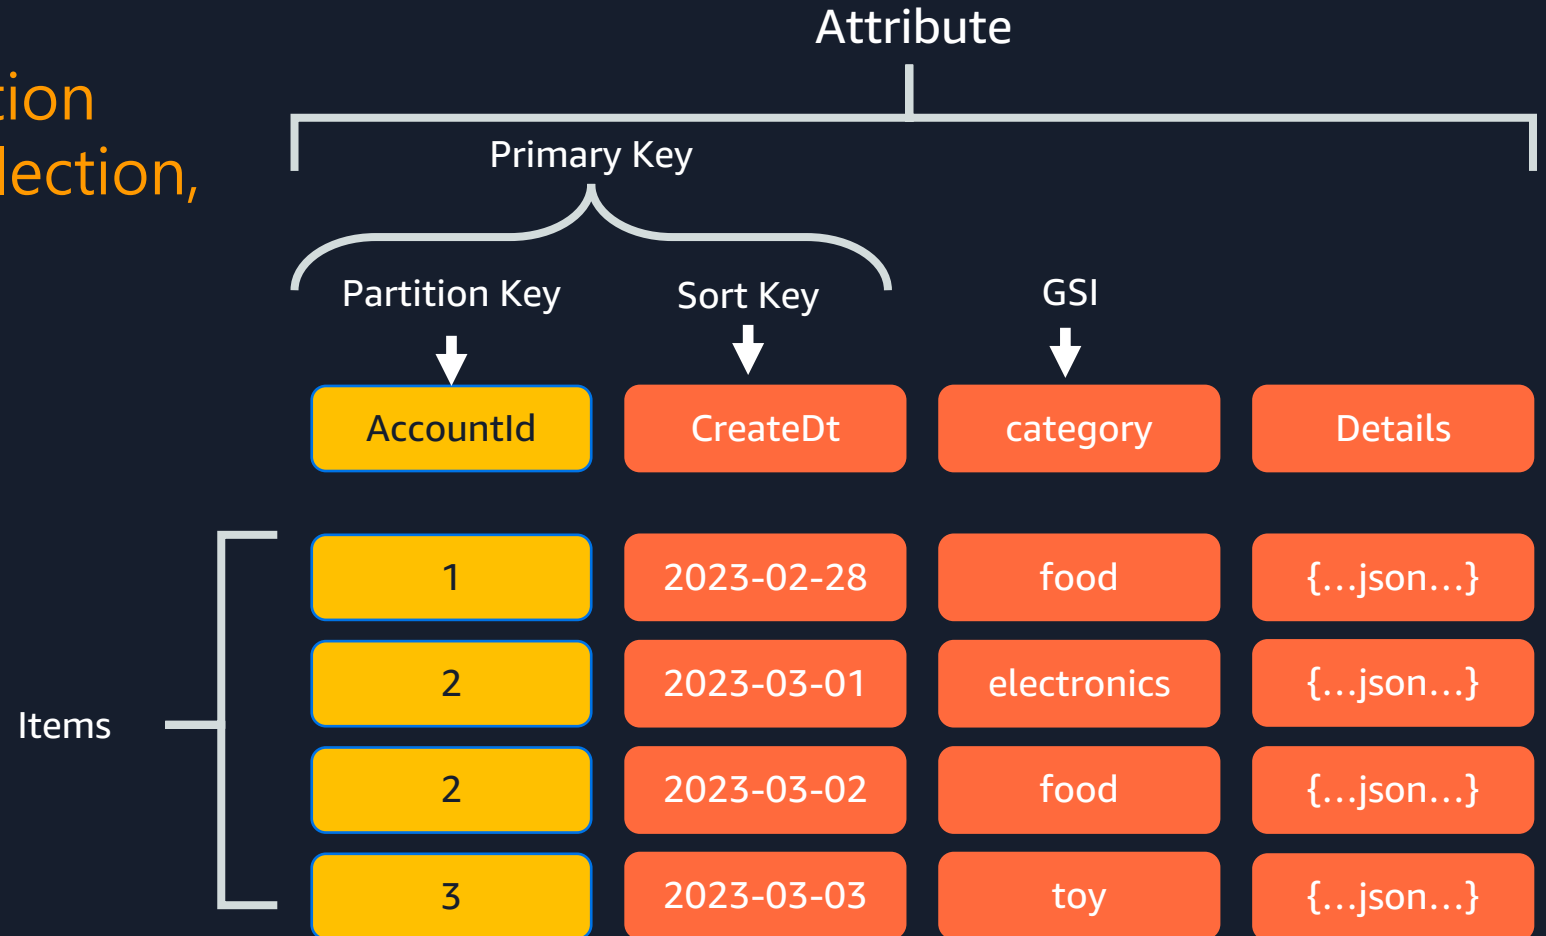 Attribute
tion
lection,
Primary Key
Partition Key Sort Key GSI
AccountId CreateDt category Details
1 2023-02-28 food {...json...}
2 2023-03-01 electronics {...json...}
Items
2 2023-03-02 food {...json...}
3 2023-03-03 toy {...json...}